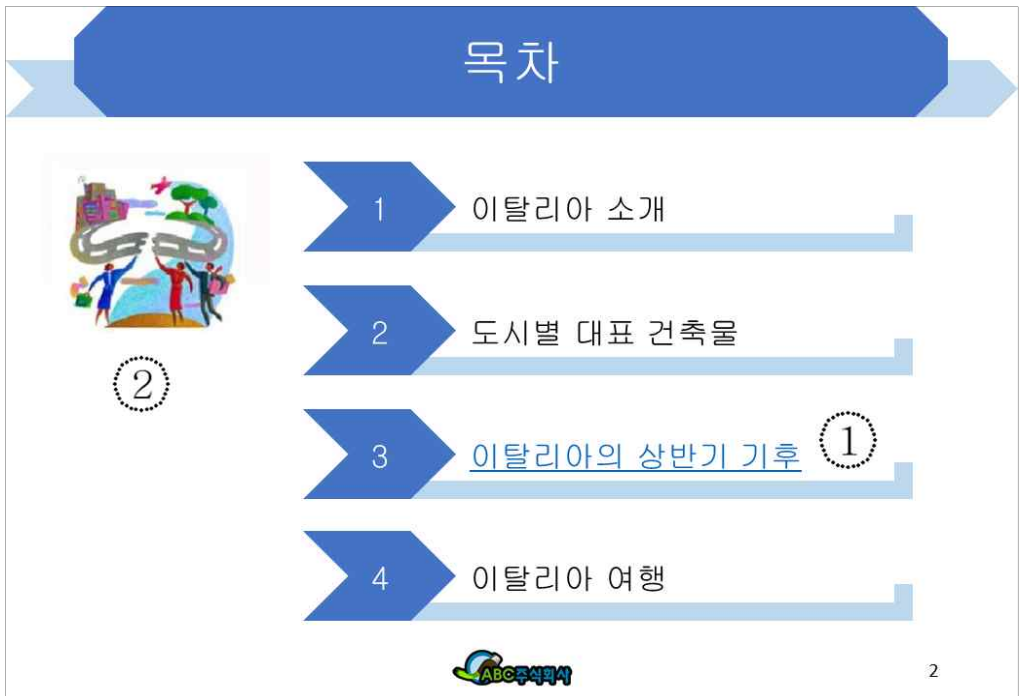 목차
1 이탈리아 소개
2 도시별 대표 건축물
②
3 이탈리아의 상반기 기후 ①
4 이탈리아 여행
ABC주식회사
2